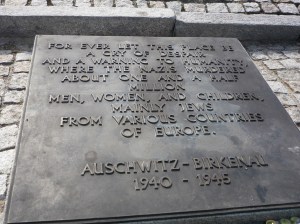 FOR EVER LET THIS PLACE BE
A CRY OF DESPAIR
AND A WARNING TO HUMANITY,
WHERE THE NAZIS MURDERED
ABOUT ONE AND A HALF
MILLION
MEN, WOMEN, AND CHILDREN,
MAINLY JEWS
FROM VARIOUS COUNTRIES
OF EUROPE.
AUSCHWITZ-BIRKENAU
1940 - 1945